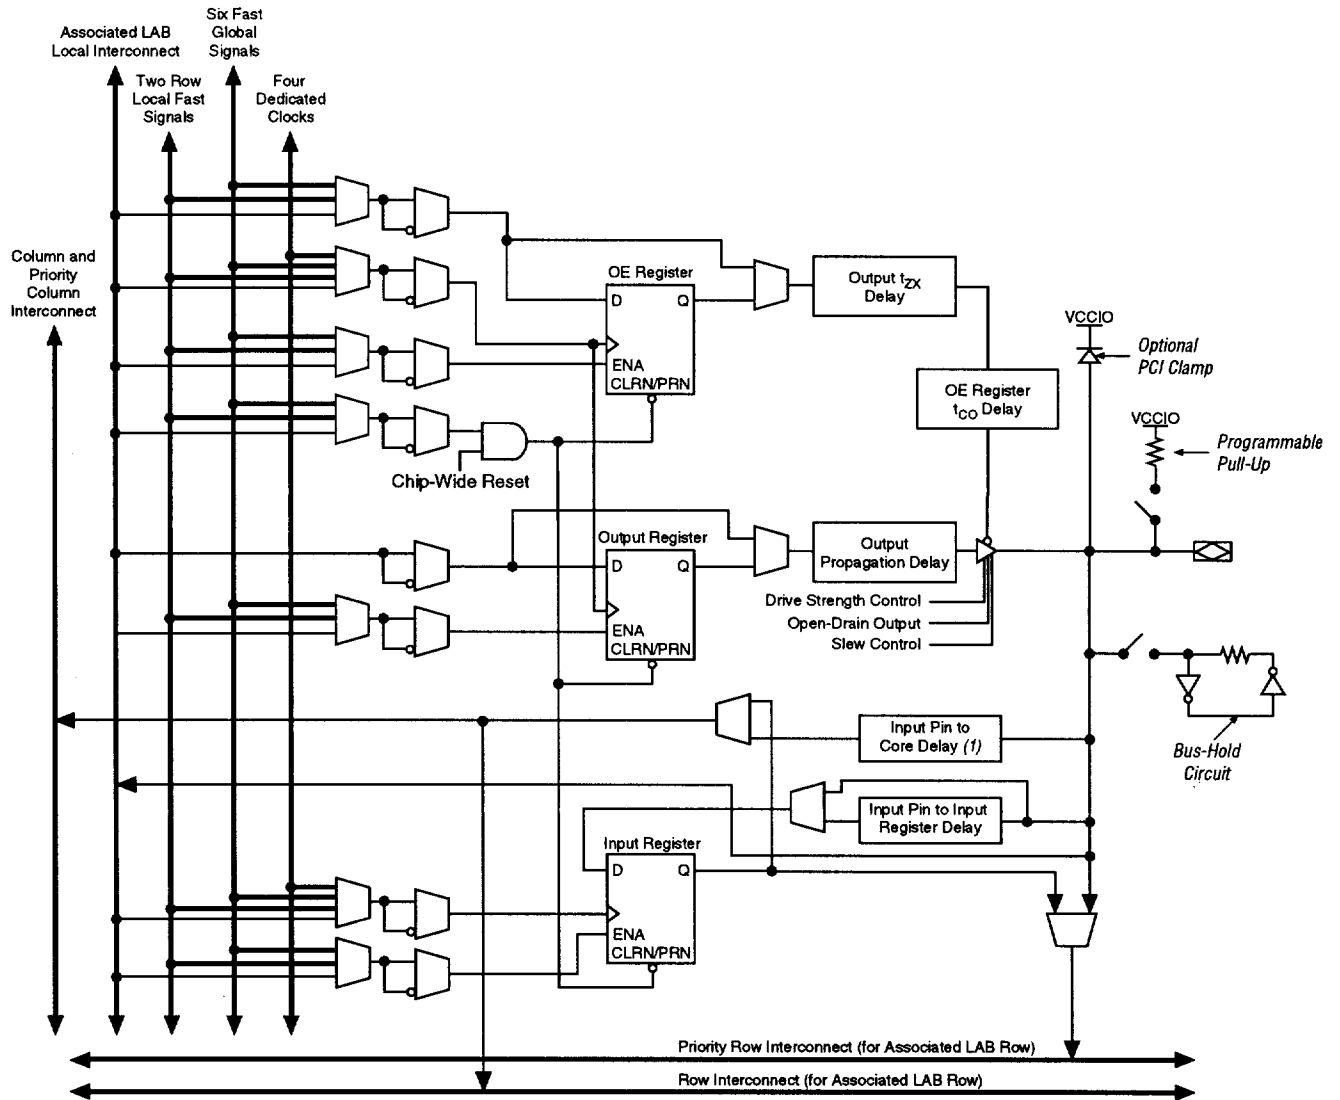 Six Fast
Global
Signals
Associated LAB
Local Interconnect
Two Row
Local Fast
Signals
Four
Dedicated
Clocks
Column and
Priority
Column
Interconnect
OE Register
D
Q
ENA
CLRN/PRN
Output tZX
Delay
OE Register
tCO Delay
VCCIO
Optional
PCI Clamp
VCCIO
Programmable
Pull-Up
Chip-Wide Reset
Output Register
D
Q
ENA
CLRN/PRN
Output
Propagation Delay
Drive Strength Control
Open-Drain Output
Slew Control
Input Pin to
Core Delay (1)
Bus-Hold
Circuit
Input Pin to Input
Register Delay
Input Register
D
Q
ENA
CLRN/PRN
Priority Row Interconnect (for Associated LAB Row)
Row Interconnect (for Associated LAB Row)